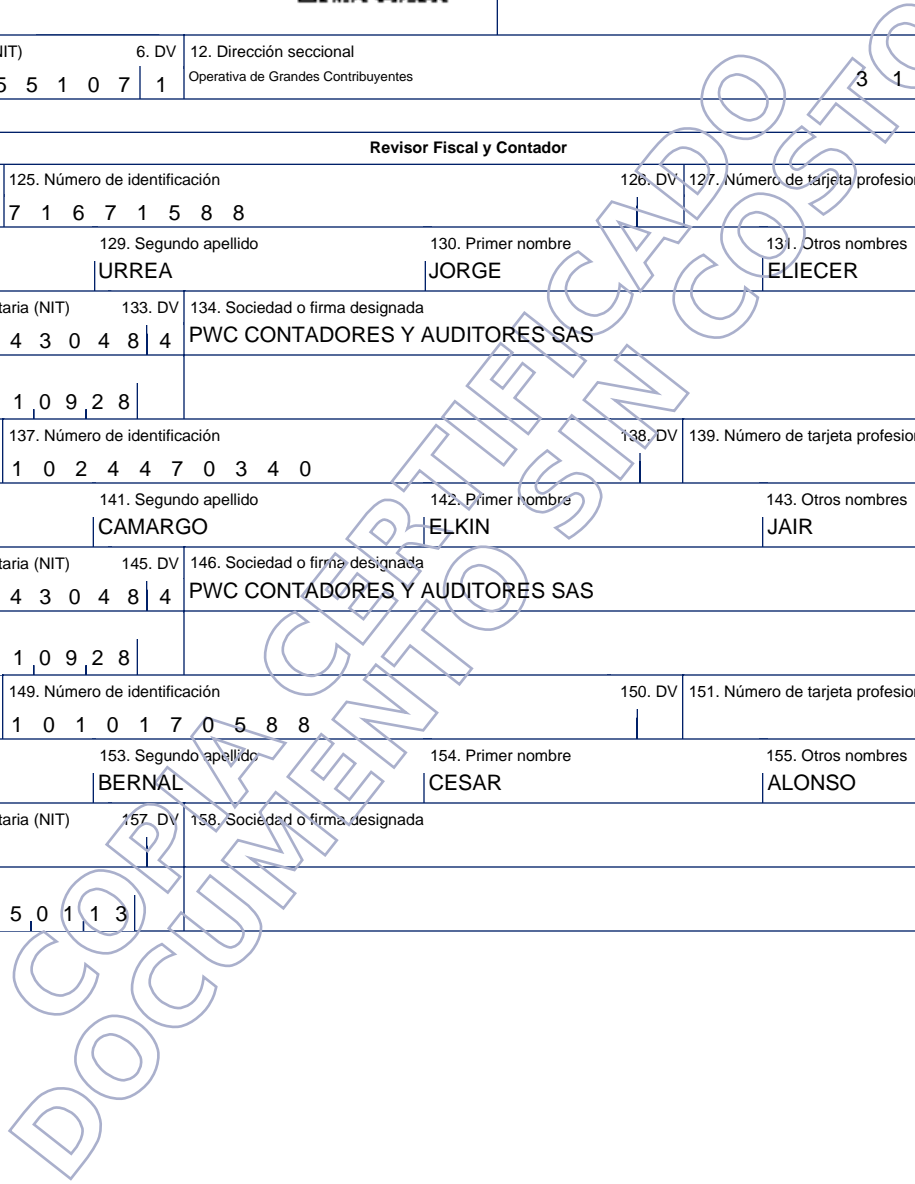 6. DV 12. Dirección seccional
5 1 0 7 1 Operativa de Grandes Contribuyentes 3 1
Revisor Fiscal y Contador
125. Número de identificación 126. DV 127. Número de tarjeta
7 1 6 7 1 5 8 8
129. Segundo apellido 130. Primer nombre 131. Otros nombres
URREA JORGE ELIECER
(NIT) 133. DV 134. Sociedad o firma designada
4 3 0 4 8 4 PWC CONTADORES Y AUDITORES SAS
1 0 9 2 8
137. Número de identificación 138. DV 139. Número de tarjeta
1 0 2 4 4 7 0 3 4 0
141. Segundo apellido 142. Primer nombre 143. Otros nombres
CAMARGO ELKIN JAIR
(NIT) 145. DV 146. Sociedad o firma designada
4 3 0 4 8 4 PWC CONTADORES Y AUDITORES SAS
1 0 9 2 8
149. Número de identificación 150. DV 151. Número de tarjeta
1 0 1 0 1 7 0 5 8 8
153. Segundo apellido 154. Primer nombre 155. Otros nombres
BERNAL CESAR ALONSO
(NIT) 157. DV 158. Sociedad o firma designada
5 0 1 1 3
COPIA CERTIFICADO
DOCUMENTO SIN COSTO